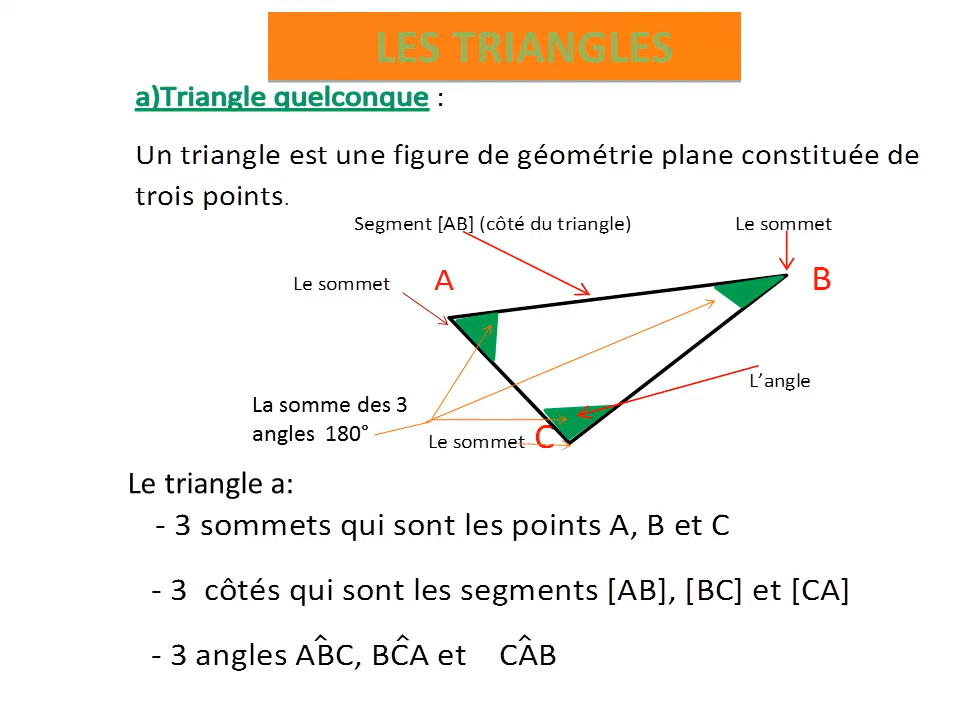 LES TRIANGLES
a)Triangle quelconque :
Un triangle est une figure de géométrie plane constituée de
trois points.
Segment [AB] (côté du triangle)
Le sommet
Le sommet
A
B
L’angle
La somme des 3
angles 180°
Le sommet
C
Le triangle a:
- 3 sommets qui sont les points A, B et C
- 3 côtés qui sont les segments [AB], [BC] et [CA]
- 3 angles AB̂C, BĈA et CÂB